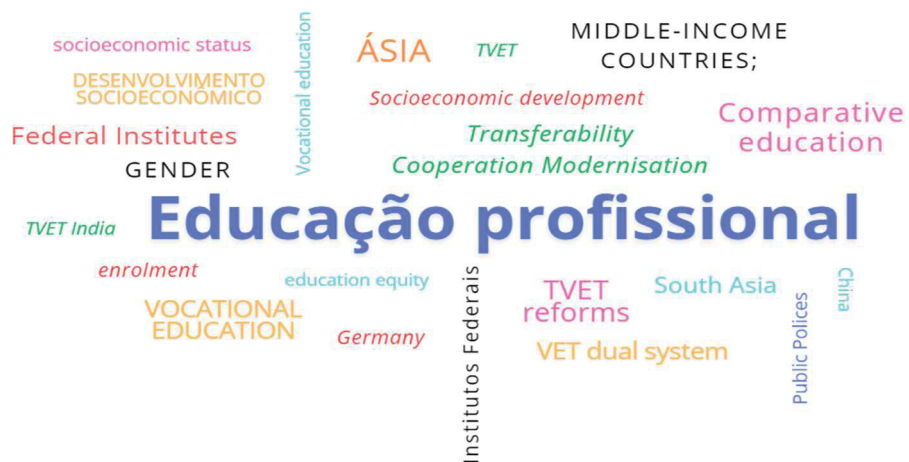 socioeconomic status
Vocational education
ÁSIA
TVET
MIDDLE-INCOME
COUNTRIES;
DESENVOLVIMENTO
SOCIOECONÔMICO
Socioeconomic development
Comparative
education
Federal Institutes
Transferability
GENDER
Cooperation Modernisation
Educação profissional
TVET India
enrolment
education equity
Institutos Federais
TVET
reforms
South Asia
China
VOCATIONAL
EDUCATION
Germany
VET dual system
Public Polices